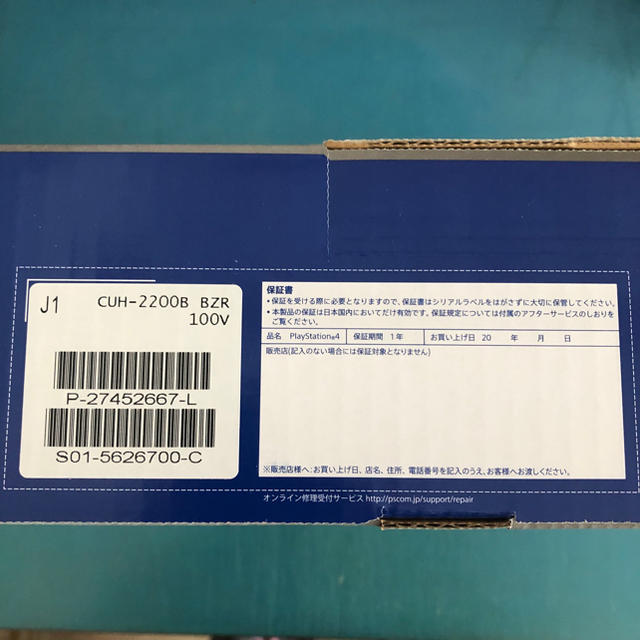 J1 CUH-2200B BZR
100V
P-27452667-L
S01-5626700-C
保証書
・保証を受ける際に必要となりますので、保証書はシリアルラベルをはがさずに大切に保管してください。
・本製品の保証は日本国内においてだけ有効です。保証規定については付属のアフターサービスのしおりを
ご覧ください。
品名 PlayStation®4 保証期間 1年 お買い上げ日 20 年 月 日
販売店(記入のない場合には保証対象となりません)
※販売店様へ:お買い上げ日、店名、住所、電話番号を記入のうえ、お客様へお渡しください。
オンライン修理受付サービス http://pscom.jp/support/repair